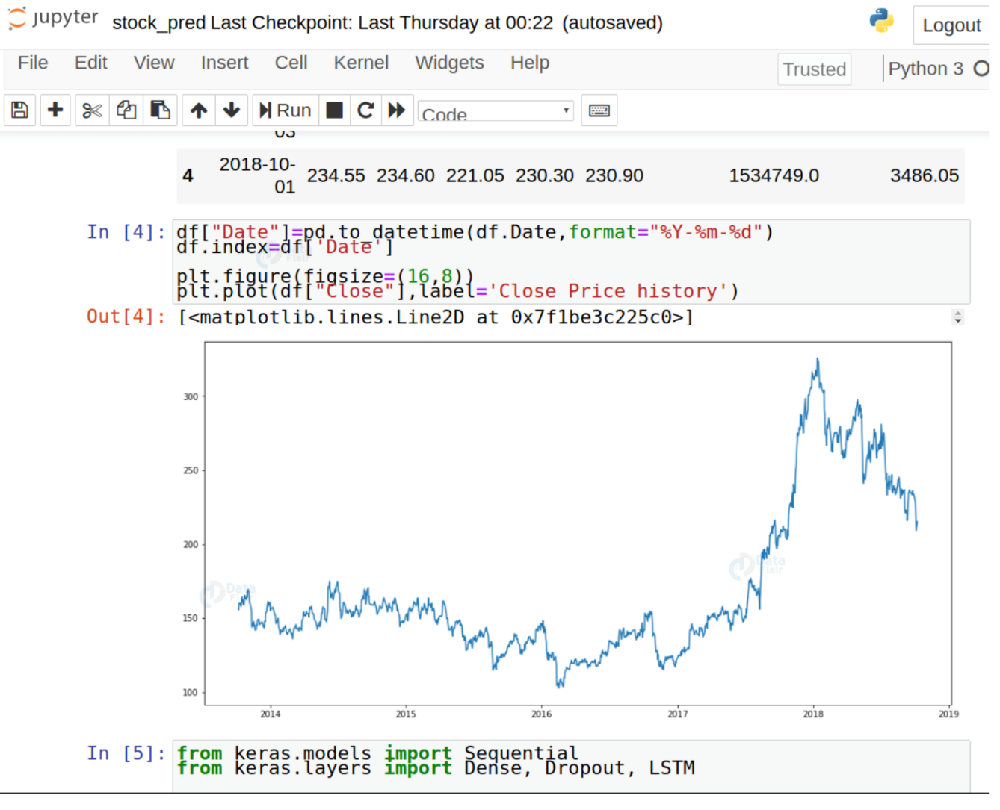 jupyter stock_pred Last Checkpoint: Last Thursday at 00:22 (autosaved) Logout
File Edit View Insert Cell Kernel Widgets Help Trusted Python 3
Run Code
03
4 2018-10-01 234.55 234.60 221.05 230.30 230.90 1534749.0 3486.05
In [4]: df["Date"]=pd.to_datetime(df.Date,format="%Y-%m-%d")
df.index=df['Date']
plt.figure(figsize=(16,8))
plt.plot(df["Close"],label='Close Price history')
Out[4]: [<matplotlib.lines.Line2D at 0x7f1be3c225c0>]
300
250
200
Data
Flair
Data
Flair
150
100
2014 2015 2016 2017 2018 2019
In [5]: from keras.models import Sequential
from keras.layers import Dense, Dropout, LSTM